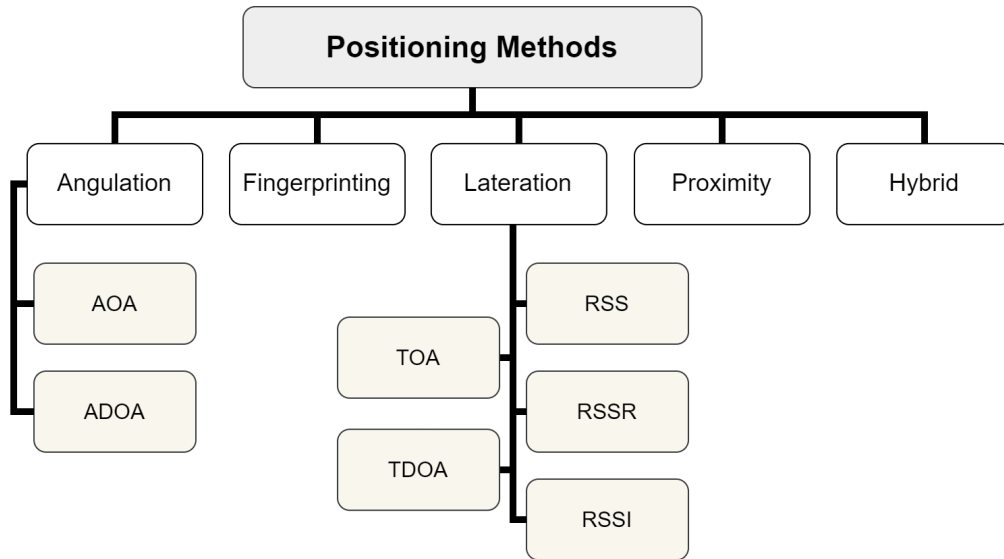 Positioning Methods
Angulation
Fingerprinting
Lateration
Proximity
Hybrid
AOA
ADOA
TOA
TDOA
RSS
RSSR
RSSI